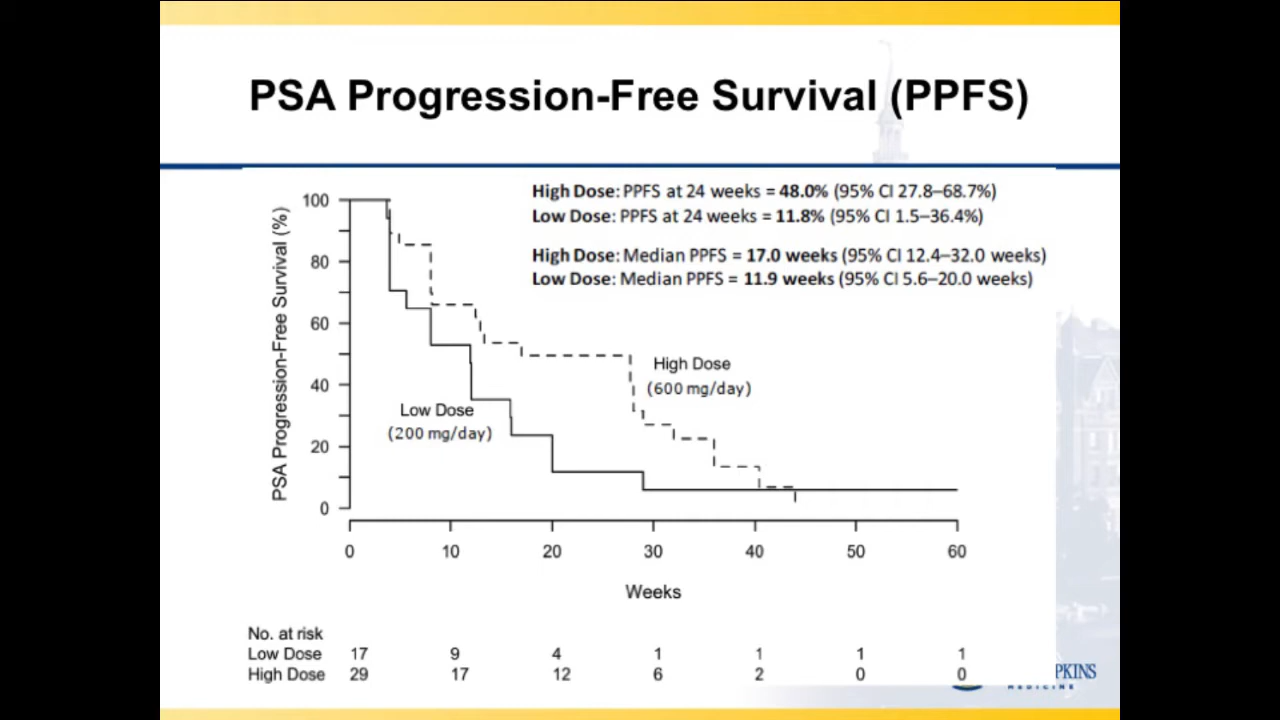 PSA Progression-Free Survival (PPFS)
High Dose: PPFS at 24 weeks = 48.0% (95% CI 27.8–68.7%)
Low Dose: PPFS at 24 weeks = 11.8% (95% CI 1.5–36.4%)
High Dose: Median PPFS = 17.0 weeks (95% CI 12.4–32.0 weeks)
Low Dose: Median PPFS = 11.9 weeks (95% CI 5.6–20.0 weeks)
PSA Progression-Free Survival (%)
100
80
60
40
20
0
High Dose
(600 mg/day)
Low Dose
(200 mg/day)
0 10 20 30 40 50 60
Weeks
No. at risk
Low Dose 17 9 4 1 1 1 1
High Dose 29 17 12 6 2 0 0
PKINS
MEDICINE